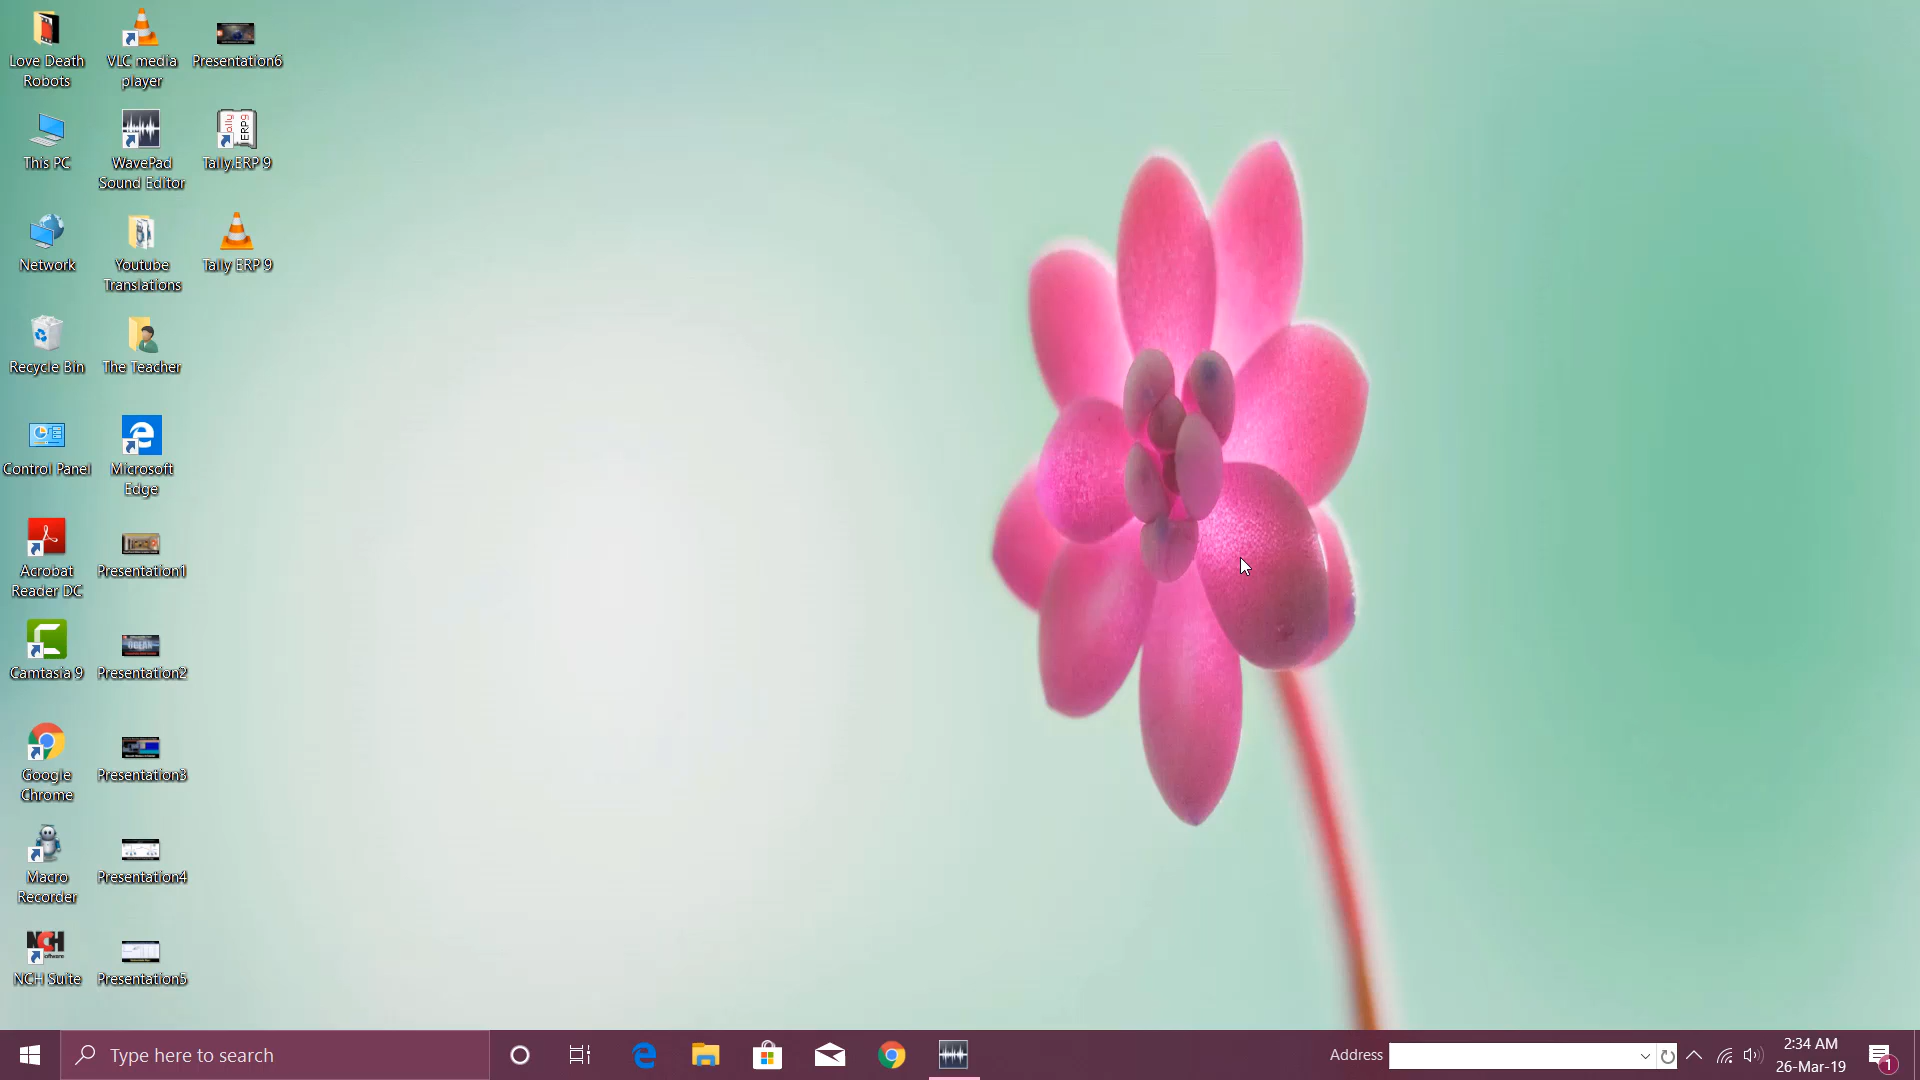 Love Death
Robots
VLC media
player
Presentation6
This PC
WavePad
Sound Editor
Tally.ERP 9
Network
Youtube
Translations
Tally ERP 9
Recycle Bin
The Teacher
Control Panel
Microsoft
Edge
Acrobat
Reader DC
Presentation1
Camtasia 9
Presentation2
Google
Chrome
Presentation3
Macro
Recorder
Presentation4
NCH
NCH Suite
Presentation5
Type here to search
Address
2:34 AM
26-Mar-19
1